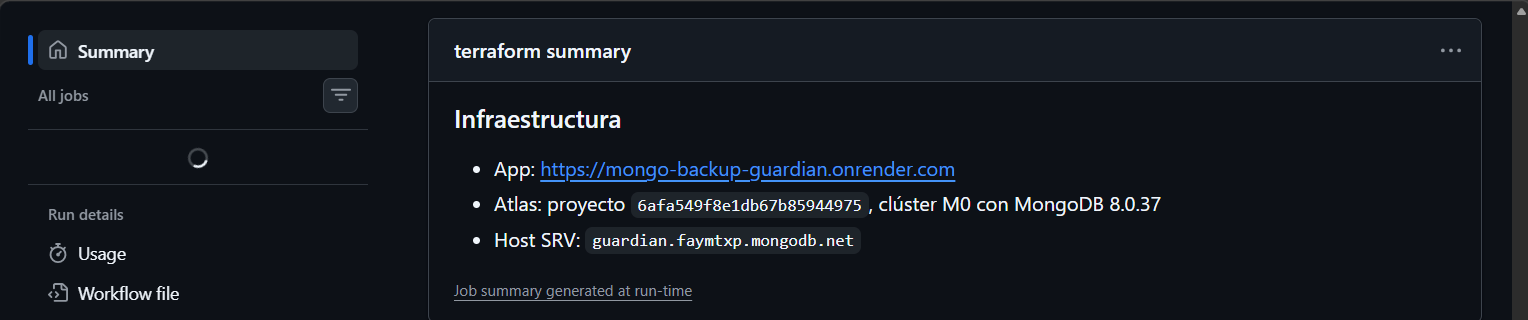 Summary
All jobs
Run details
Usage
Workflow file
terraform summary
Infraestructura
App: https://mongo-backup-guardian.onrender.com
Atlas: proyecto 6afa549f8e1db67b85944975, clúster M0 con MongoDB 8.0.37
Host SRV: guardian.faymtxp.mongodb.net
Job summary generated at run-time